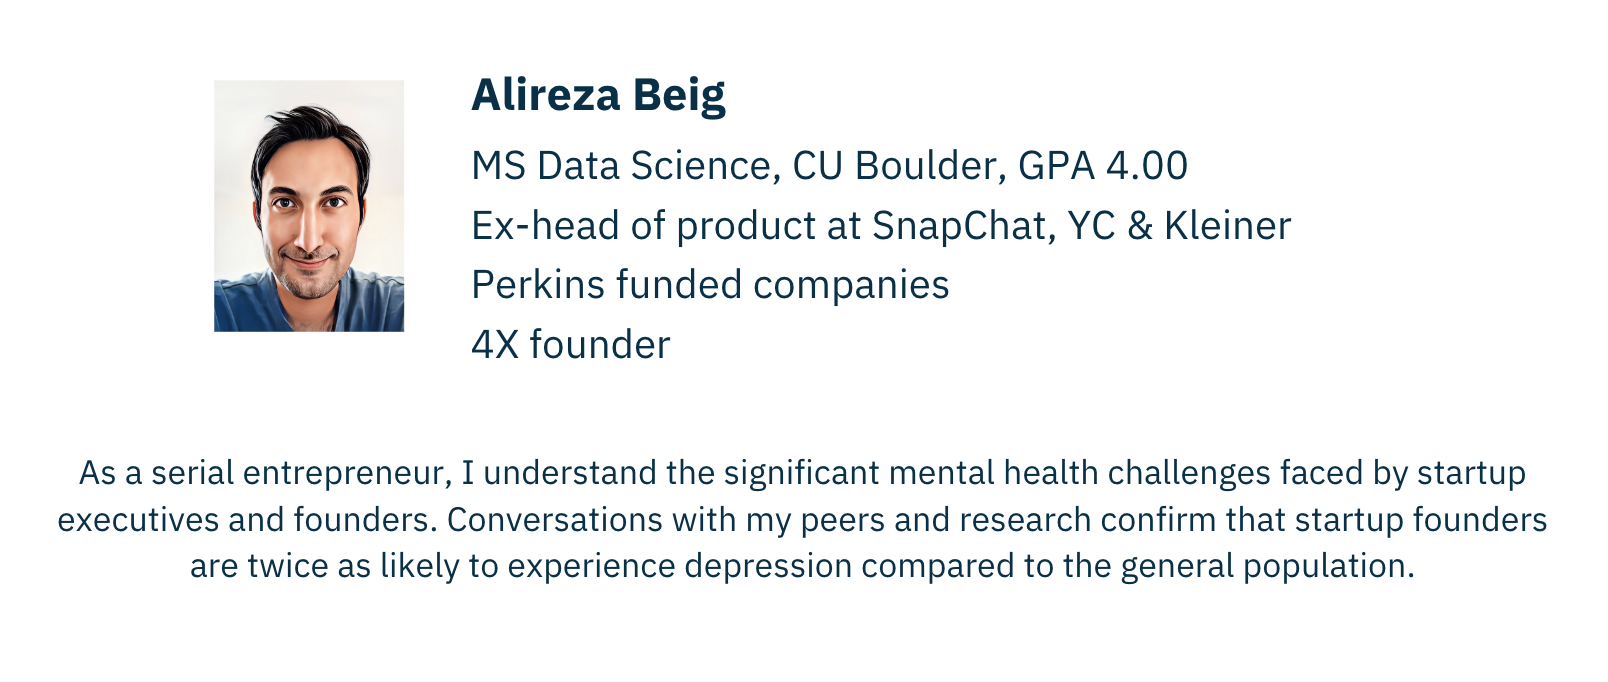 Alireza Beig
MS Data Science, CU Boulder, GPA 4.00
Ex-head of product at SnapChat, YC & Kleiner
Perkins funded companies
4X founder
As a serial entrepreneur, I understand the significant mental health challenges faced by startup
executives and founders. Conversations with my peers and research confirm that startup founders
are twice as likely to experience depression compared to the general population.